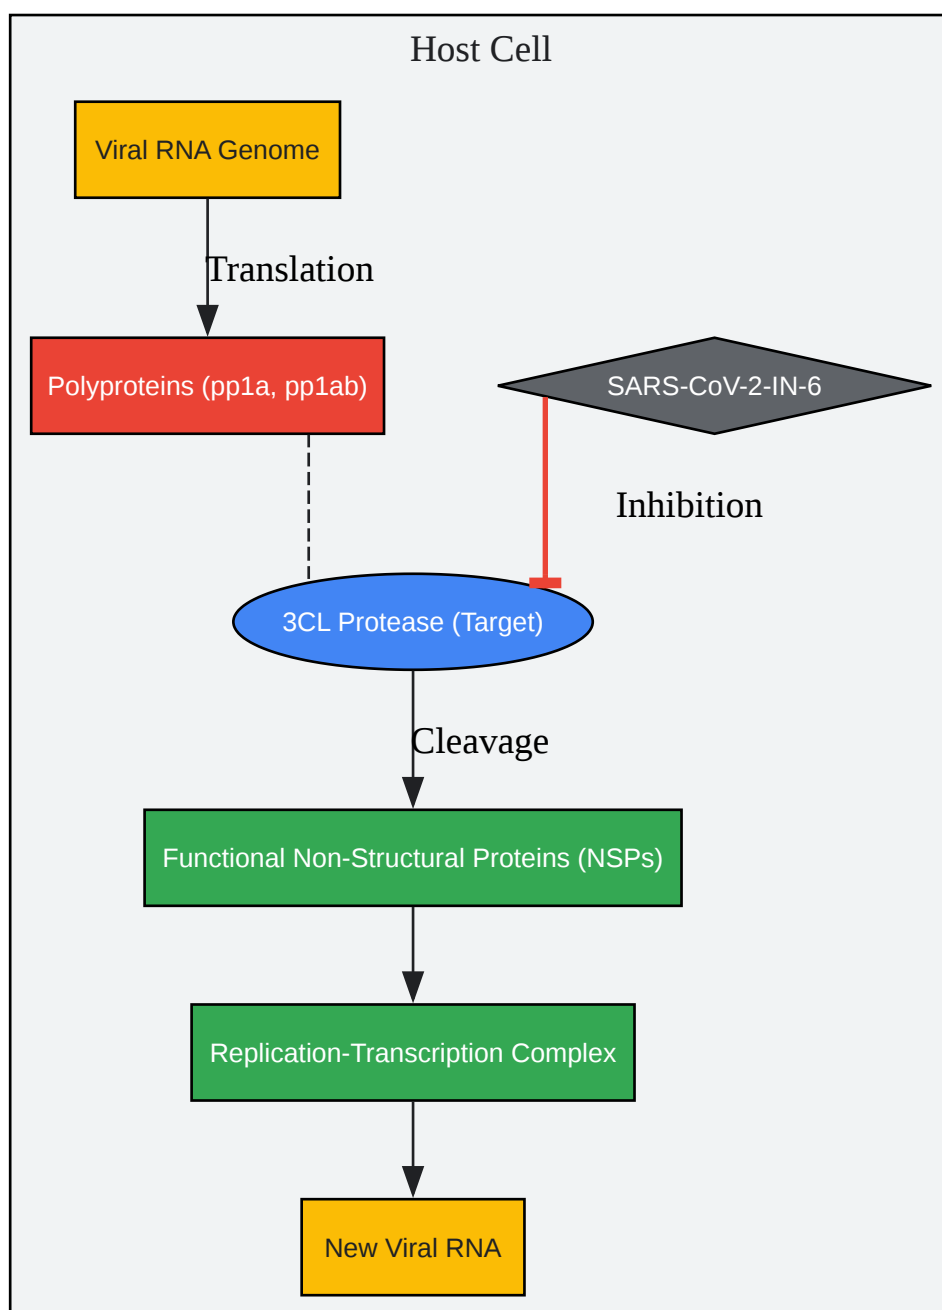 Host Cell
Viral RNA Genome
Translation
Polyproteins (pp1a, pp1ab)
SARS-CoV-2-IN-6
Inhibition
3CL Protease (Target)
Cleavage
Functional Non-Structural Proteins (NSPs)
Replication-Transcription Complex
New Viral RNA